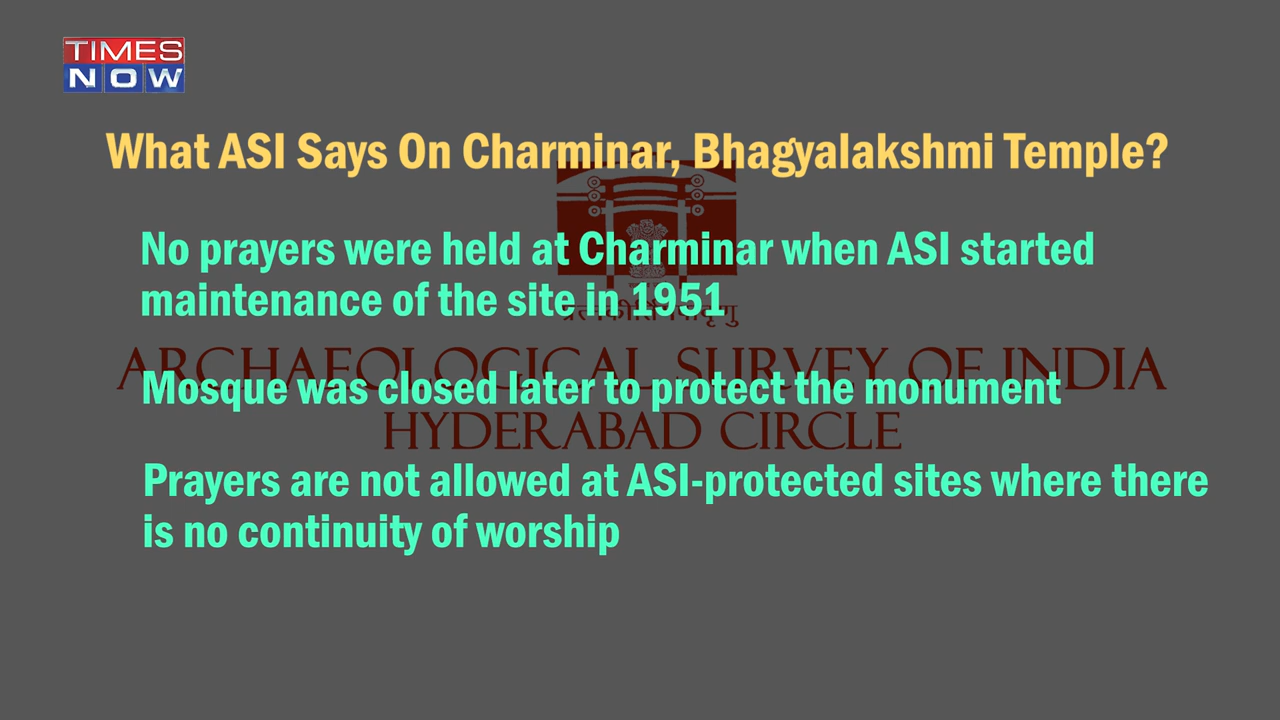 TIMES
NOW
What ASI Says On Charminar, Bhagyalakshmi Temple?
No prayers were held at Charminar when ASI started
maintenance of the site in 1951
ARCHAEOLOGICAL SURVEY OF INDIA
Mosque was closed later to protect the monument
HYDERABAD CIRCLE
Prayers are not allowed at ASI-protected sites where there
is no continuity of worship